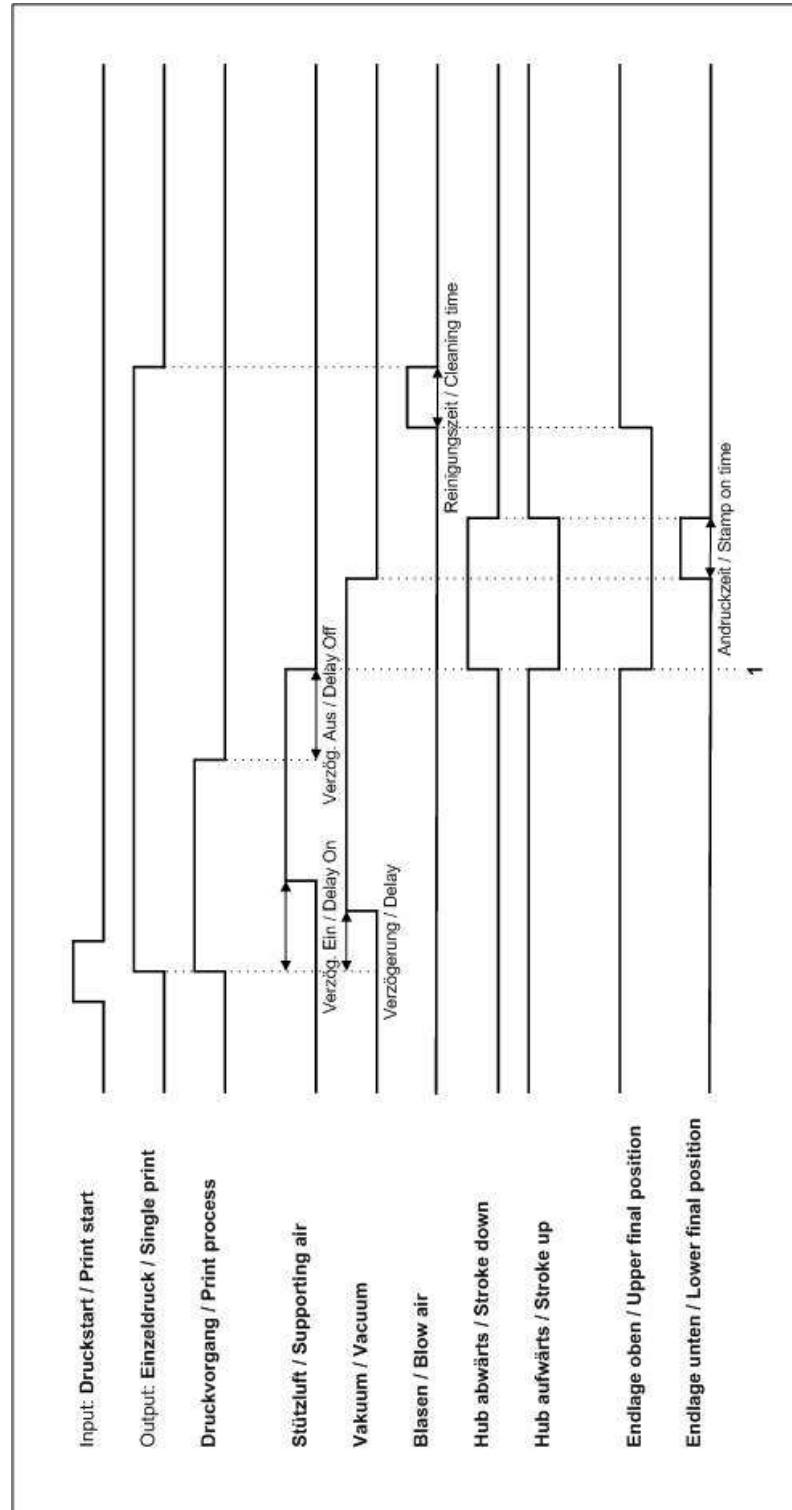 Input: Druckstart / Print start
Output: Einzeldruck / Single print
Druckvorgang / Print process
Stützluft / Supporting air
Verzög. Ein / Delay On
Verzög. Aus / Delay Off
Vakuum / Vacuum
Verzögerung / Delay
Blasen / Blow air
Reinigungszeit / Cleaning time
Hub abwärts / Stroke down
Hub aufwärts / Stroke up
Endlage oben / Upper final position
Endlage unten / Lower final position
Andruckzeit / Stamp on time
1